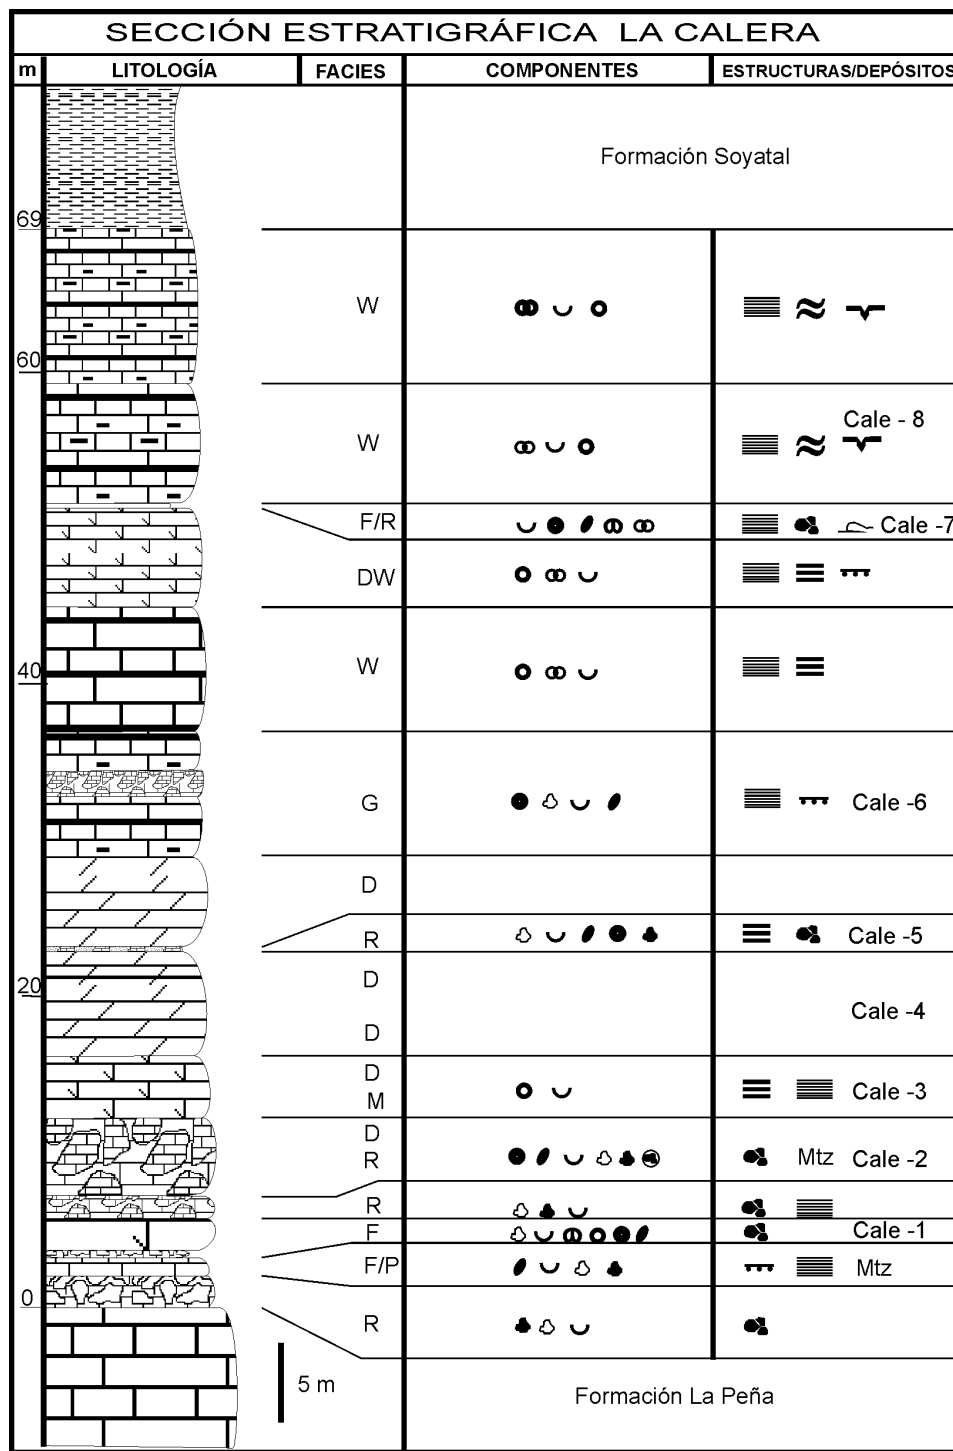 SECCIÓN ESTRATIGRÁFICA LA CALERA
m LITOLOGÍA FACIES COMPONENTES ESTRUCTURAS/DEPÓSITOS
Formación Soyatal
69
W
60
W Cale - 8
F/R Cale -7
DW
W
40
G Cale -6
D
R Cale -5
20
D
Cale -4
D
D
M Cale -3
D
R Mtz Cale -2
R
F Cale -1
F/P Mtz
0
R
5 m
Formación La Peña